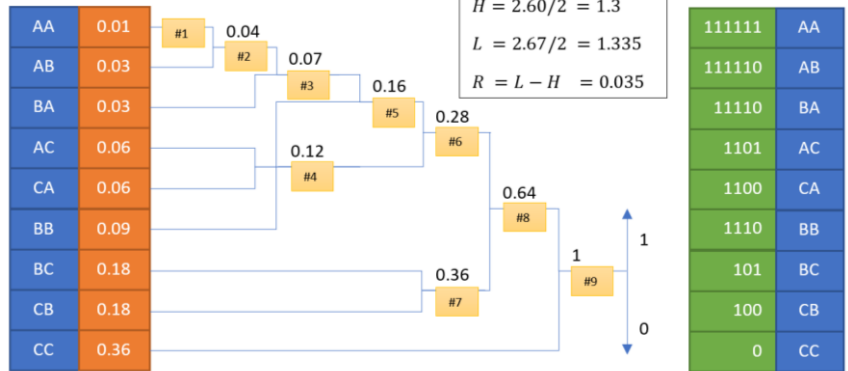 H = 2.60/2 = 1.3
L = 2.67/2 = 1.335
R = L − H = 0.035
AA 0.01
AB 0.03
BA 0.03
AC 0.06
CA 0.06
BB 0.09
BC 0.18
CB 0.18
CC 0.36
#1
0.04
#2
0.07
#3
0.16
#5
0.12
#4
0.28
#6
0.64
#8
0.36
#7
1
#9
1
0
111111 AA
111110 AB
11110 BA
1101 AC
1100 CA
1110 BB
101 BC
100 CB
0 CC